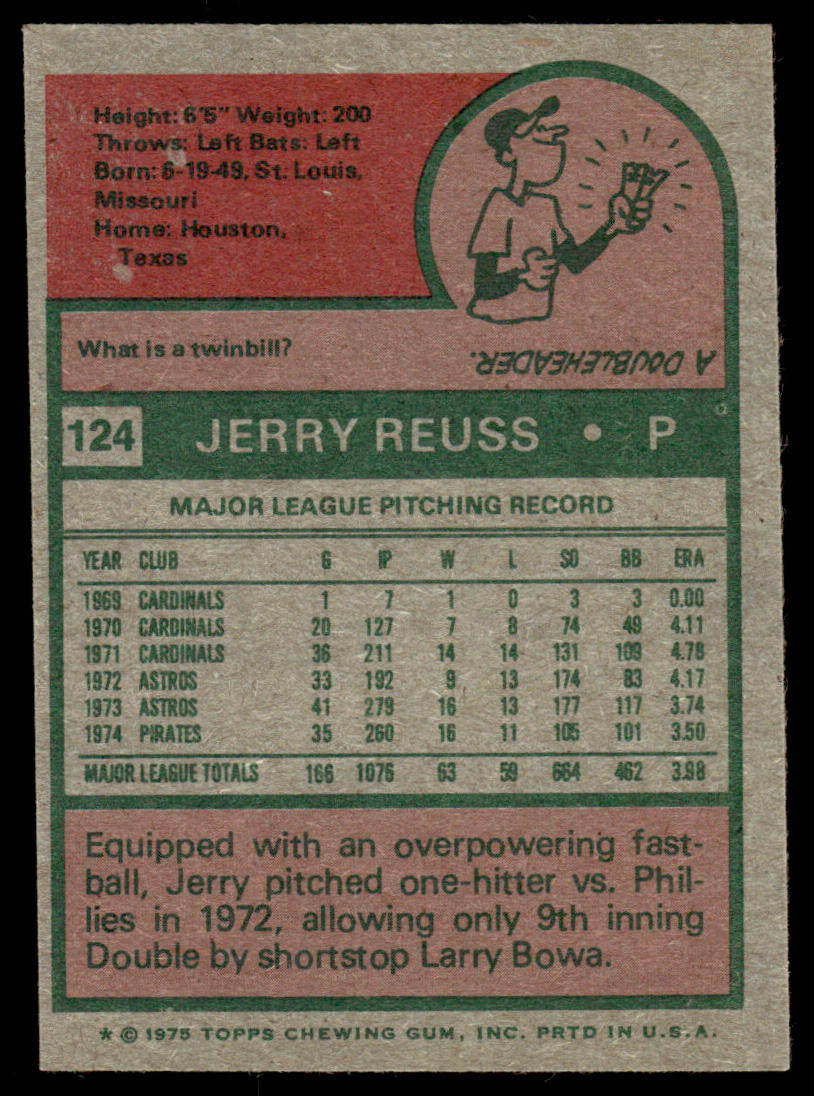 Height: 6'5" Weight: 200
Throws: Left Bats: Left
Born: 6-19-49, St. Louis,
Missouri
Home: Houston,
Texas
What is a twinbill?
A DOUBLEHEADER.
124 JERRY REUSS • P
MAJOR LEAGUE PITCHING RECORD
YEAR CLUB G IP W L SO BB ERA
1969 CARDINALS 1 7 1 0 3 3 0.00
1970 CARDINALS 20 127 7 8 74 49 4.11
1971 CARDINALS 36 211 14 14 131 109 4.78
1972 ASTROS 33 192 9 13 174 83 4.17
1973 ASTROS 41 279 16 13 177 117 3.74
1974 PIRATES 35 260 16 11 105 101 3.50
MAJOR LEAGUE TOTALS 166 1076 63 59 664 462 3.98
Equipped with an overpowering fast-
ball, Jerry pitched one-hitter vs. Phil-
lies in 1972, allowing only 9th inning
Double by shortstop Larry Bowa.
* © 1975 TOPPS CHEWING GUM, INC. PRTD IN U.S.A.